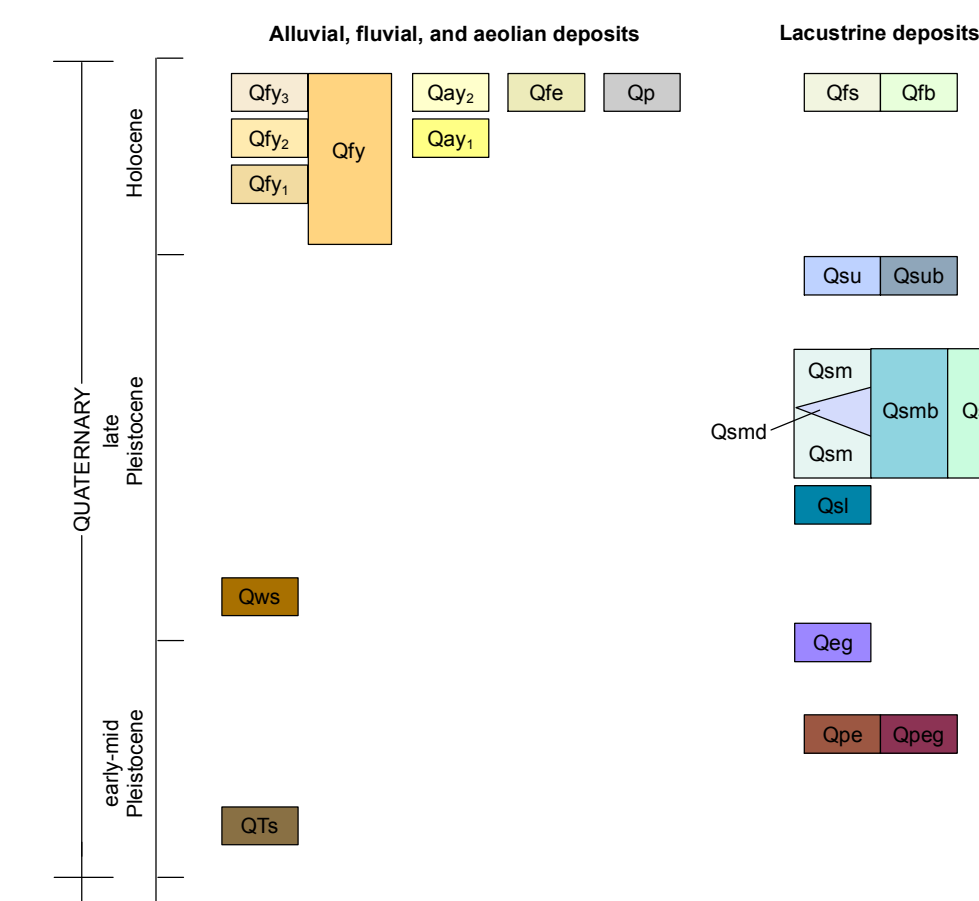 Alluvial, fluvial, and aeolian deposits
Lacustrine deposits
QUATERNARY
Holocene
late
Pleistocene
early-mid
Pleistocene
Qfy₃
Qfy₂
Qfy₁
Qfy
Qay₂
Qay₁
Qfe
Qp
Qfs
Qfb
Qsu
Qsub
Qsm
Qsmd
Qsm
Qsmb
Qsl
Qws
Qeg
Qpe
Qpeg
QTs